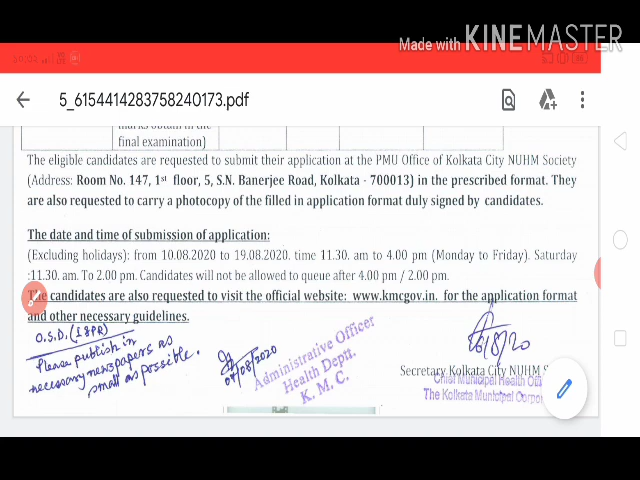 Made with KINEMASTER
5_6154414283758240173.pdf
marks obtain in the
final examination)
The eligible candidates are requested to submit their application at the PMU Office of Kolkata City NUHM Society
(Address: Room No. 147, 1st floor, 5, S.N. Banerjee Road, Kolkata - 700013) in the prescribed format. They
are also requested to carry a photocopy of the filled in application format duly signed by candidates.
The date and time of submission of application:
(Excluding holidays): from 10.08.2020 to 19.08.2020. time 11.30. am to 4.00 pm (Monday to Friday). Saturday
:11.30. am. To 2.00 pm. Candidates will not be allowed to queue after 4.00 pm / 2.00 pm.
The candidates are also requested to visit the official website: www.kmcgov.in. for the application format
and other necessary guidelines.
O.S.D. (I&PR)
Please publish in
necessary newspapers as
small as possible.
07/08/2020
Administrative Officer
Health Deptt.
K. M. C.
Secretary Kolkata City NUHM S
Chief Municipal Health Offi
The Kolkata Municipal Corpor